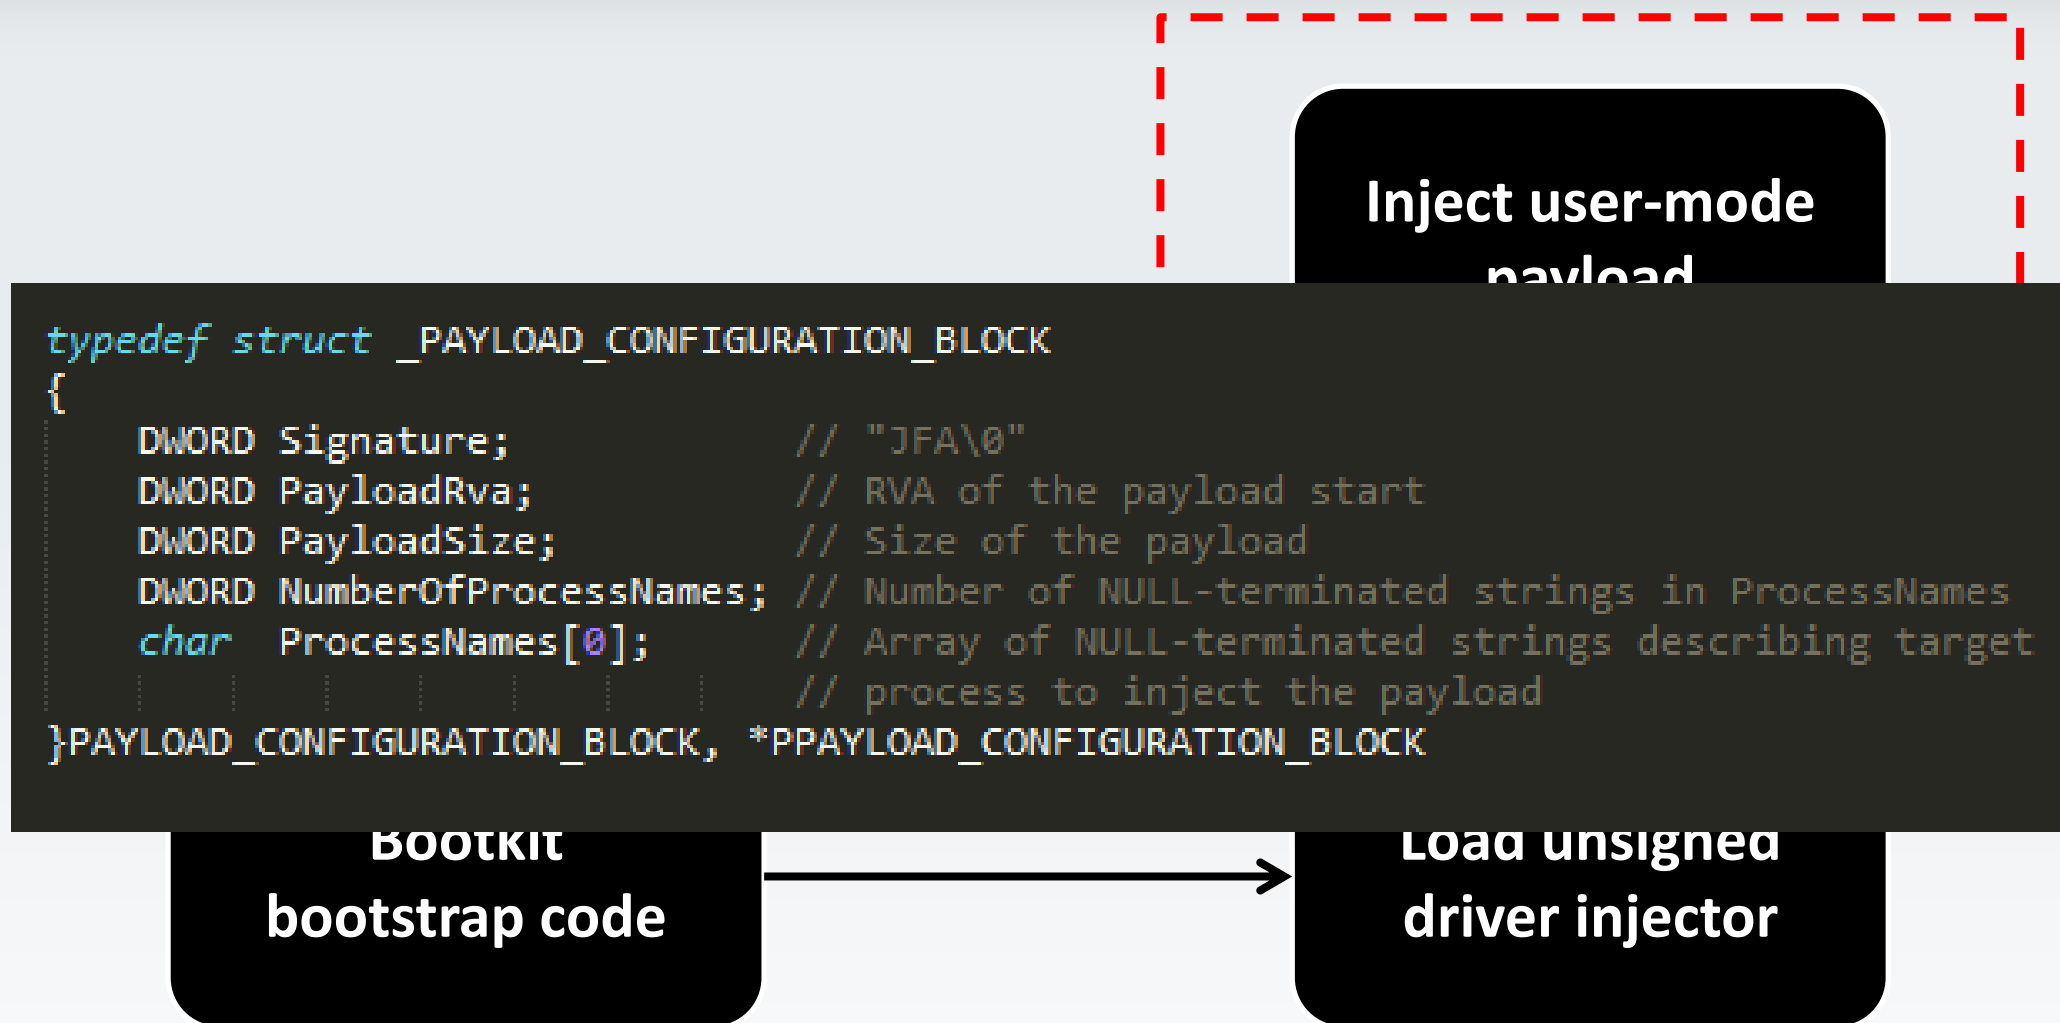 Inject user-mode
payload
typedef struct _PAYLOAD_CONFIGURATION_BLOCK
{
    DWORD Signature;            // "JFA\0"
    DWORD PayloadRva;           // RVA of the payload start
    DWORD PayloadSize;          // Size of the payload
    DWORD NumberOfProcessNames; // Number of NULL-terminated strings in ProcessNames
    char  ProcessNames[0];      // Array of NULL-terminated strings describing target
                                // process to inject the payload
}PAYLOAD_CONFIGURATION_BLOCK, *PPAYLOAD_CONFIGURATION_BLOCK
Bootkit
bootstrap code
Load unsigned
driver injector